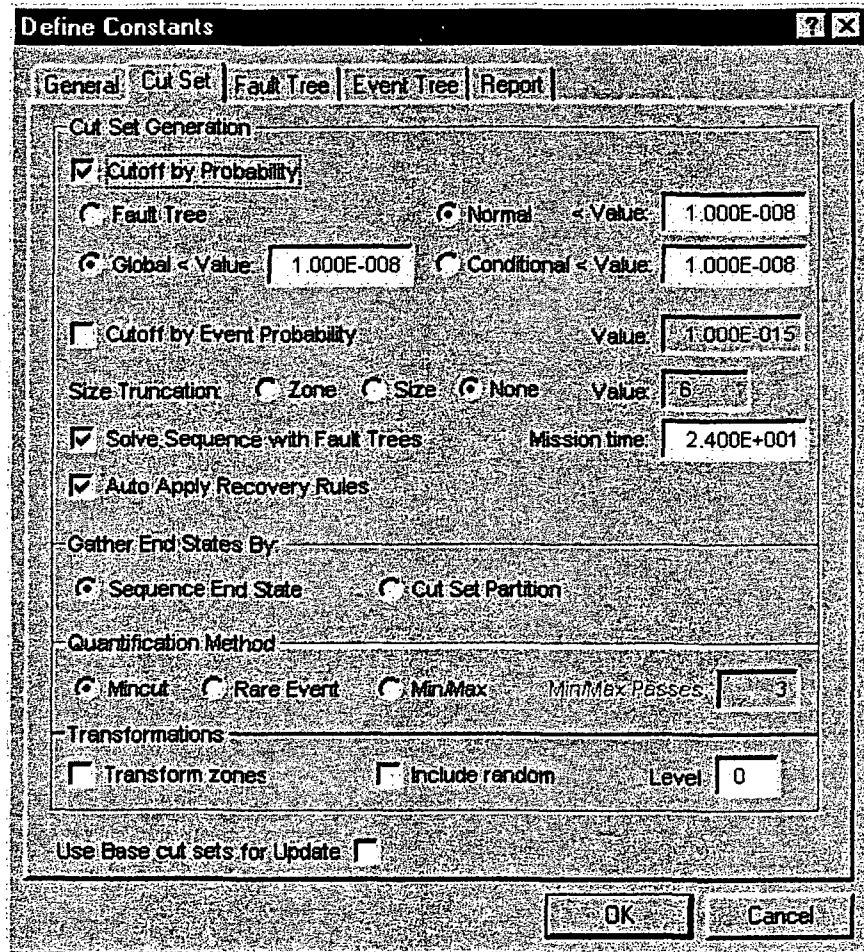 Define Constants
General Cut Set Fault Tree Event Tree Report
Cut Set Generation
Cutoff by Probability
Fault Tree Normal < Value: 1.000E-008
Global < Value: 1.000E-008 Conditional < Value: 1.000E-008
Cutoff by Event Probability Value: 1.000E-015
Size Truncation: Zone Size None Value: 6
Solve Sequence with Fault Trees Mission time: 2.400E+001
Auto Apply Recovery Rules
Gather End States By:
Sequence End State Cut Set Partition
Quantification Method
Mincut Rare Event Min/Max Min/Max Passes 3
Transformations
Transform zones Include random Level 0
Use Base cut sets for Update
OK Cancel